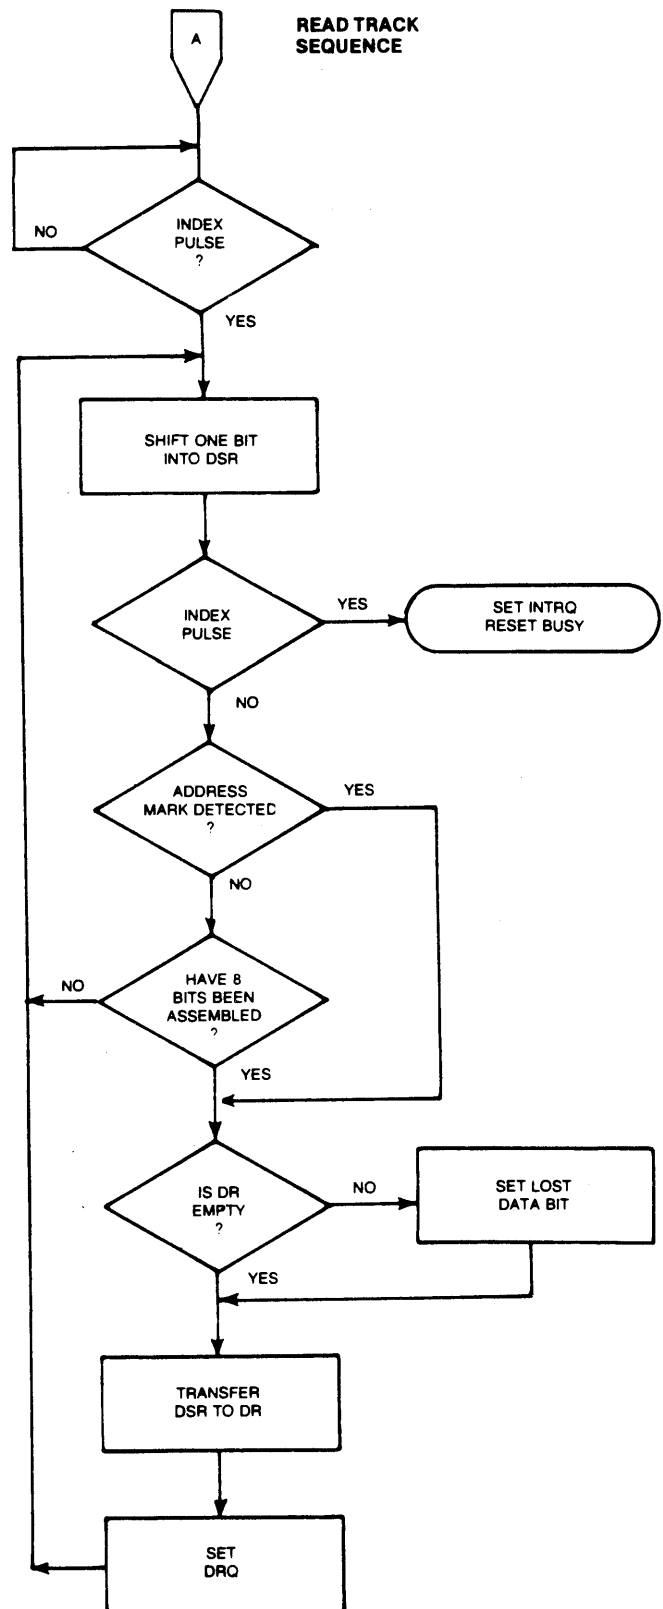 A
READ TRACK
SEQUENCE
INDEX
PULSE
?
NO
YES
SHIFT ONE BIT
INTO DSR
INDEX
PULSE
YES
SET INTRQ
RESET BUSY
NO
ADDRESS
MARK DETECTED
?
YES
NO
HAVE 8
BITS BEEN
ASSEMBLED
?
NO
YES
IS DR
EMPTY
?
NO
SET LOST
DATA BIT
YES
TRANSFER
DSR TO DR
SET
DRQ